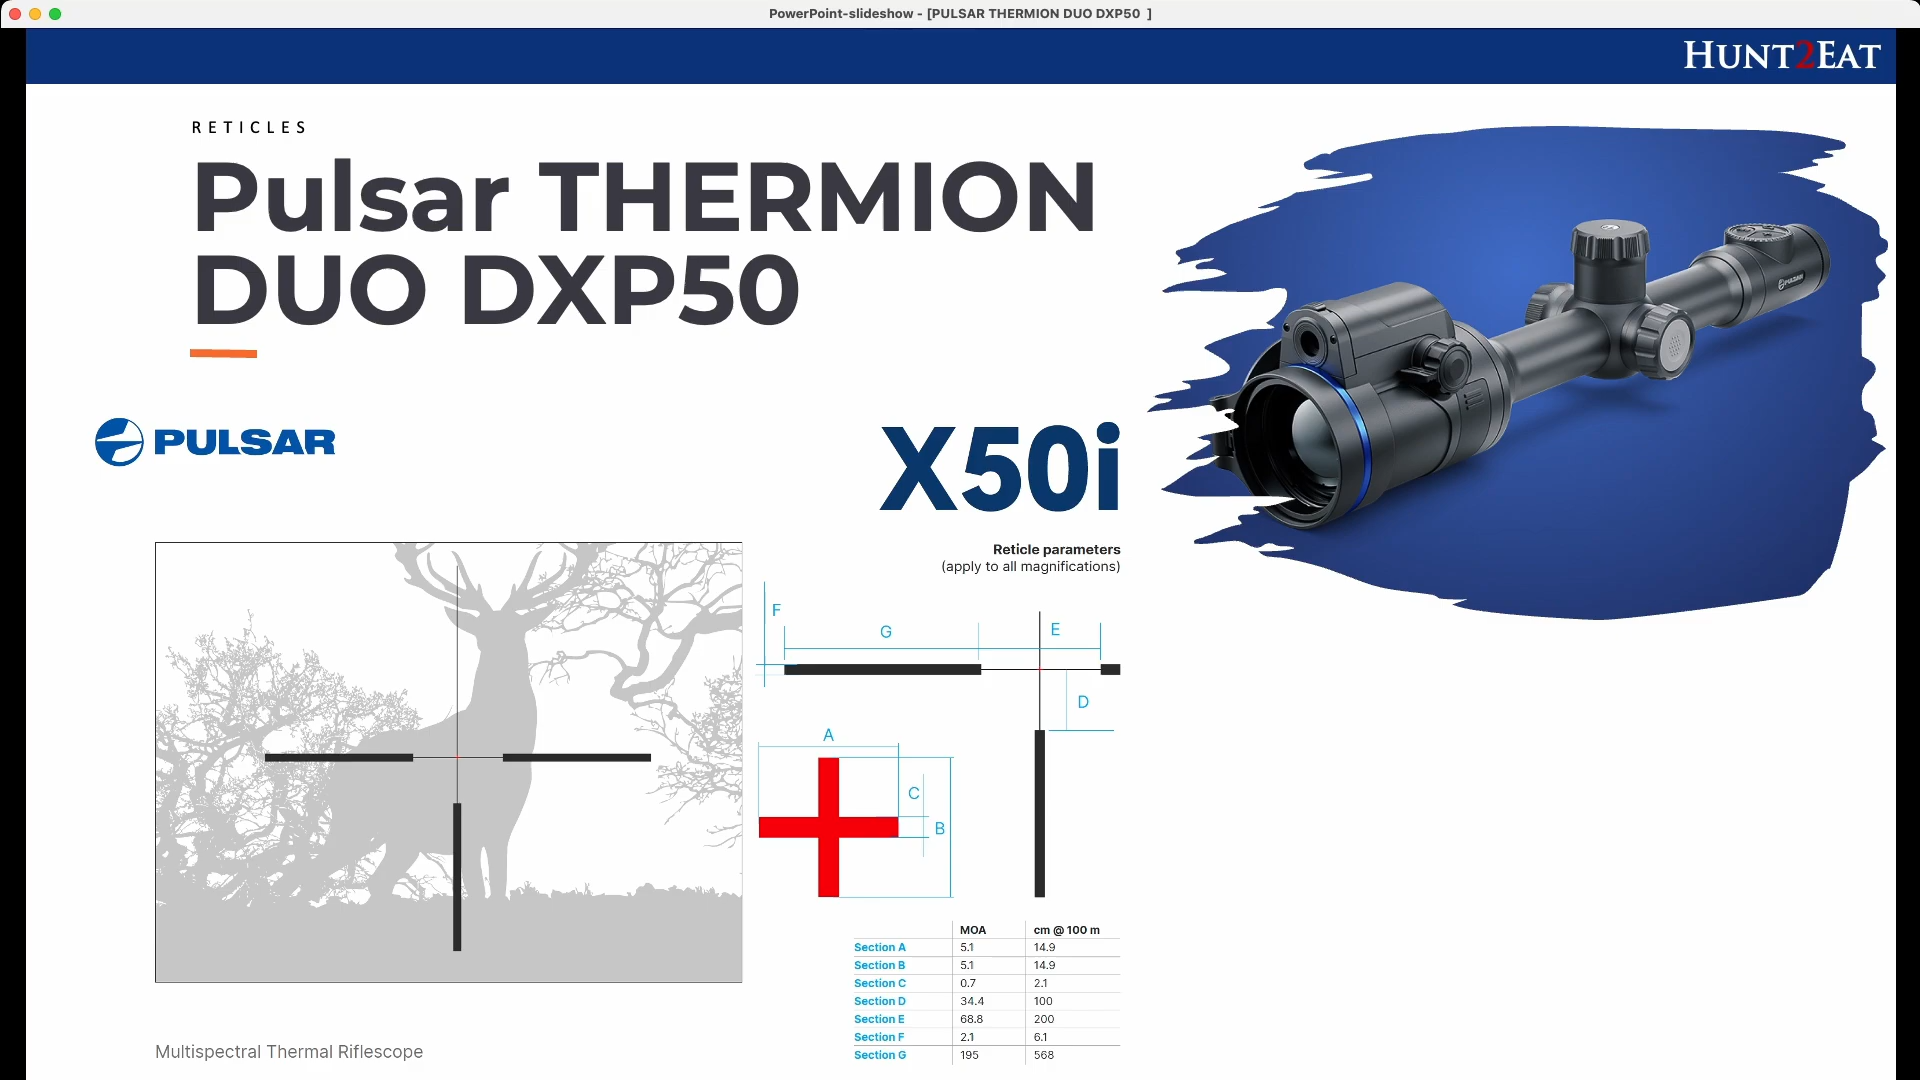 PowerPoint-slideshow - [PULSAR THERMION DUO DXP50 ]
HUNT2EAT
RETICLES
Pulsar THERMION
DUO DXP50
PULSAR
PULSAR
X50i
Reticle parameters
(apply to all magnifications)
F
G
E
D
A
C
B
MOA cm @ 100 m
Section A 5.1 14.9
Section B 5.1 14.9
Section C 0.7 2.1
Section D 34.4 100
Section E 68.8 200
Section F 2.1 6.1
Section G 195 568
Multispectral Thermal Riflescope